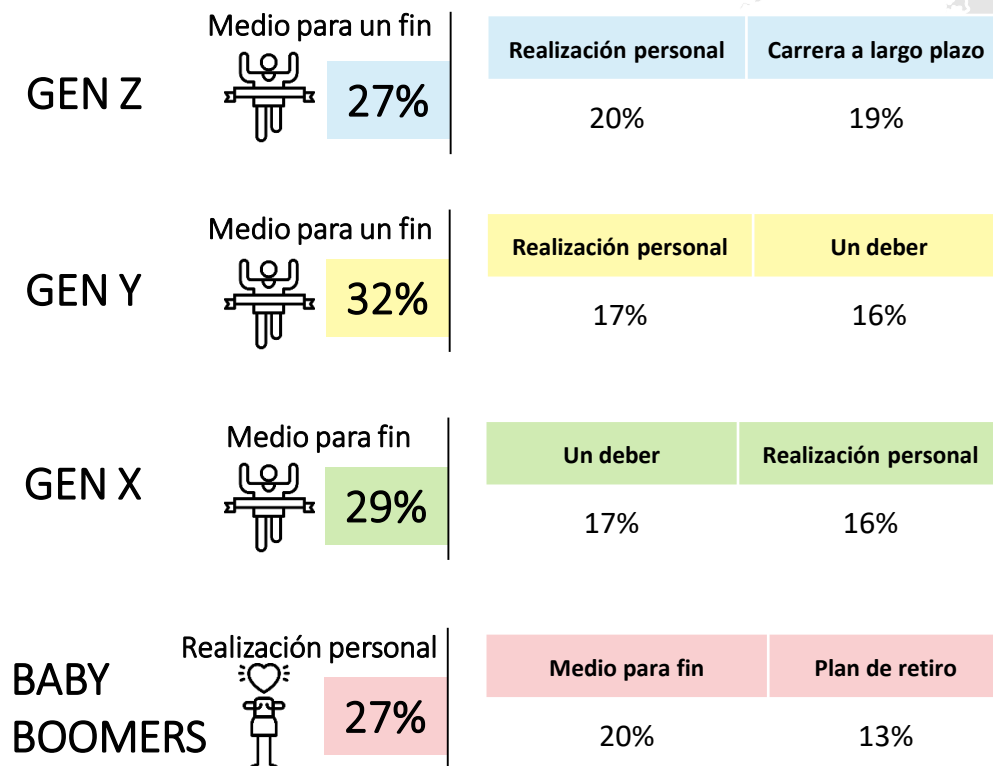 Medio para un fin
GEN Z
27%
Realización personal Carrera a largo plazo
20% 19%
Medio para un fin
GEN Y
32%
Realización personal Un deber
17% 16%
Medio para fin
GEN X
29%
Un deber Realización personal
17% 16%
Realización personal
BABY
BOOMERS
27%
Medio para fin Plan de retiro
20% 13%